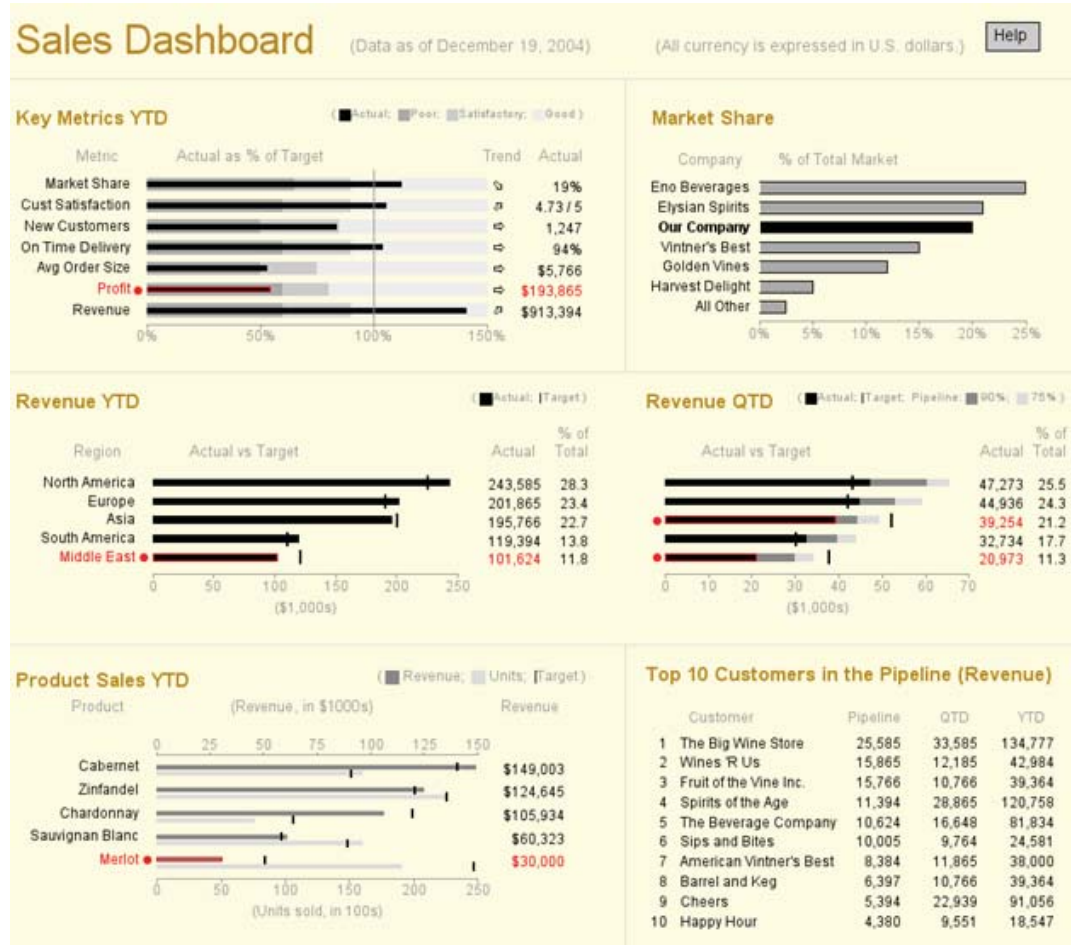 Sales Dashboard (Data as of December 19, 2004) (All currency is expressed in U.S. dollars.) Help
Key Metrics YTD (Actual; Poor; Satisfactory; Good)
Metric Actual as % of Target Trend Actual
Market Share 19%
Cust Satisfaction 4.73 / 5
New Customers 1,247
On Time Delivery 94%
Avg Order Size $5,766
Profit $193,865
Revenue $913,394
0% 50% 100% 150%
Market Share
Company % of Total Market
Eno Beverages
Elysian Spirits
Our Company
Vintner's Best
Golden Vines
Harvest Delight
All Other
0% 5% 10% 15% 20% 25%
Revenue YTD (Actual; Target)
Region Actual vs Target Actual % of Total
North America 243,585 28.3
Europe 201,865 23.4
Asia 195,766 22.7
South America 119,394 13.8
Middle East 101,624 11.8
0 50 100 150 200 250
($1,000s)
Revenue QTD (Actual; Target; Pipeline: 90%; 75%)
Actual vs Target Actual % of Total
47,273 25.5
44,936 24.3
39,254 21.2
32,734 17.7
20,973 11.3
0 10 20 30 40 50 60 70
($1,000s)
Product Sales YTD (Revenue; Units; Target)
Product (Revenue, in $1000s) Revenue
0 25 50 75 100 125 150
Cabernet $149,003
Zinfandel $124,645
Chardonnay $105,934
Sauvignan Blanc $60,323
Merlot $30,000
0 50 100 150 200 250
(Units sold, in 100s)
Top 10 Customers in the Pipeline (Revenue)
Customer Pipeline QTD YTD
1 The Big Wine Store 25,585 33,585 134,777
2 Wines 'R Us 15,865 12,185 42,984
3 Fruit of the Vine Inc. 15,766 10,766 39,364
4 Spirits of the Age 11,394 28,865 120,758
5 The Beverage Company 10,624 16,648 81,834
6 Sips and Bites 10,005 9,764 24,581
7 American Vintner's Best 8,384 11,865 38,000
8 Barrel and Keg 6,397 10,766 39,364
9 Cheers 5,394 22,939 91,056
10 Happy Hour 4,380 9,551 18,547